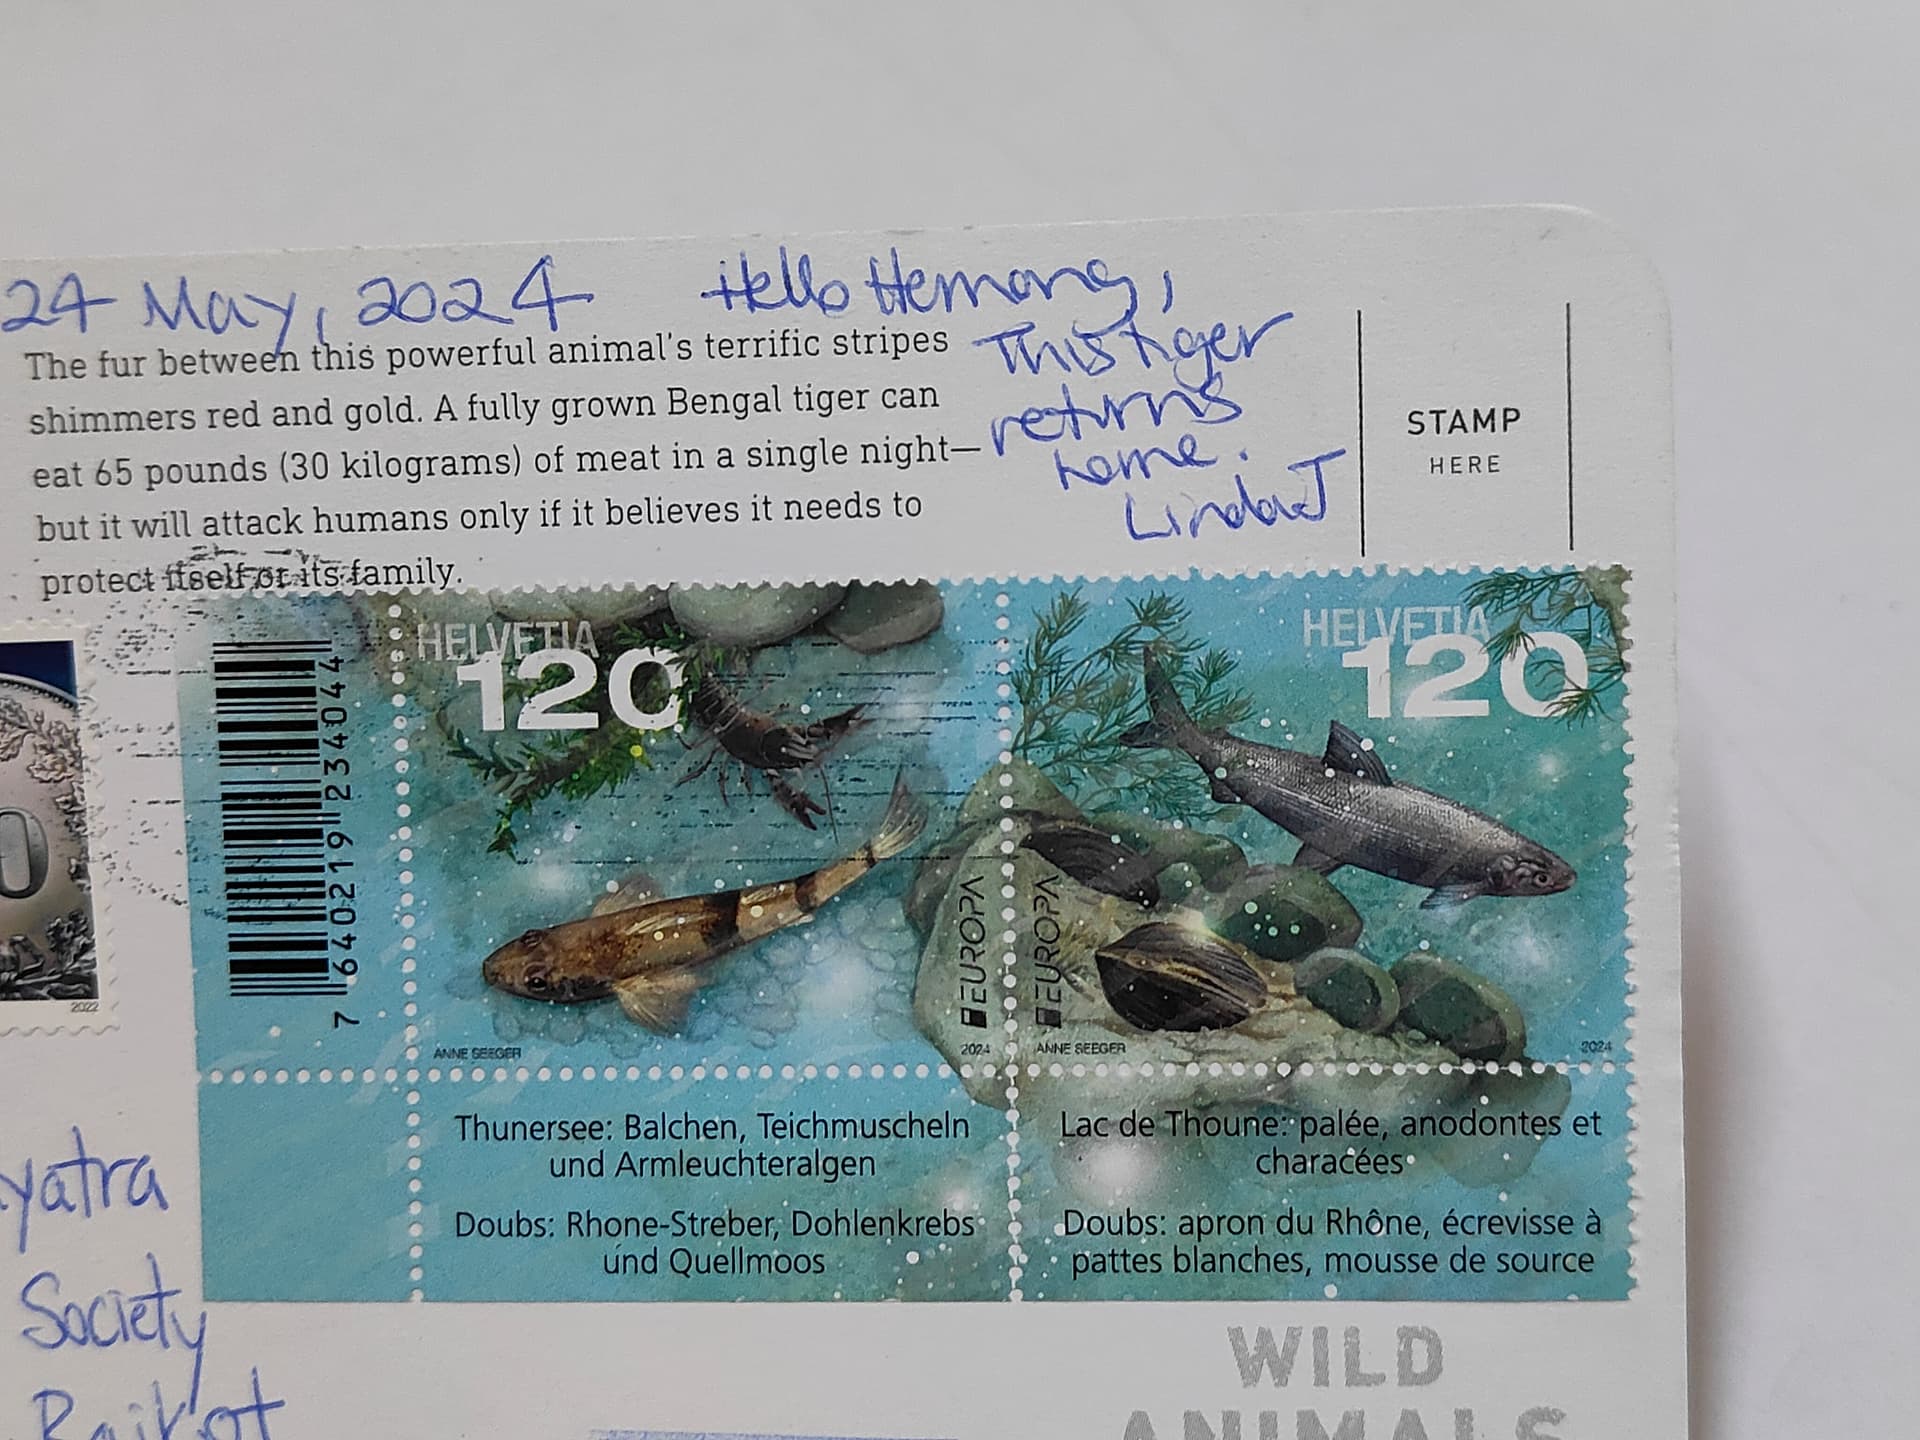 24 May, 2024
Hello Hemang,
This tiger
returns
home.
Linda J
The fur between this powerful animal's terrific stripes
shimmers red and gold. A fully grown Bengal tiger can
eat 65 pounds (30 kilograms) of meat in a single night—
but it will attack humans only if it believes it needs to
protect itself or its family.
STAMP
HERE
2022
7 640219 234044
HELVETIA
120
EUROPA
ANNE SEEGER
2024
HELVETIA
120
EUROPA
ANNE SEEGER
2024
Thunersee: Balchen, Teichmuscheln
und Armleuchteralgen
Doubs: Rhone-Streber, Dohlenkrebs
und Quellmoos
Lac de Thoune: palée, anodontes et
characées
Doubs: apron du Rhône, écrevisse à
pattes blanches, mousse de source
yatra
Society
Rajkot
WILD
ANIMALS